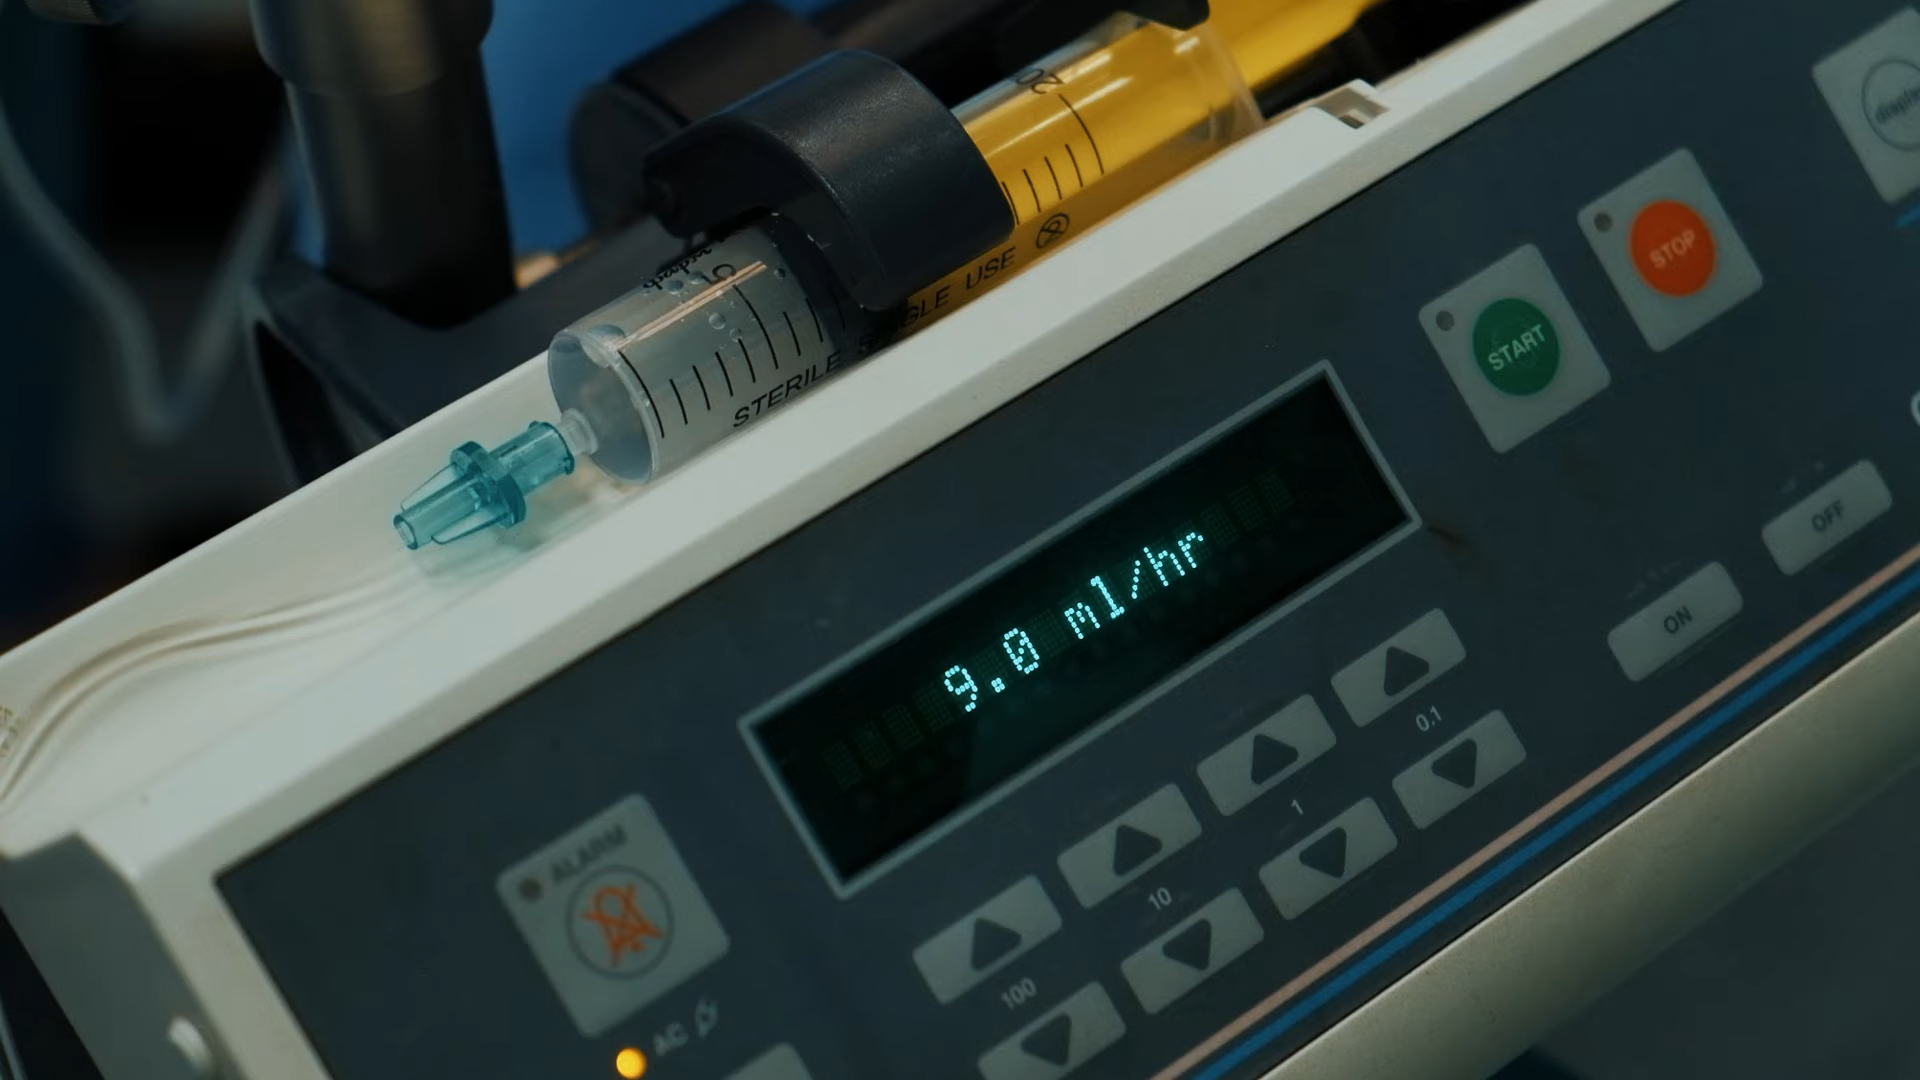 20
10
STERILE SINGLE USE
STOP
START
9.0 ml/hr
OFF
ON
0.1
1
10
100
ALARM
AC